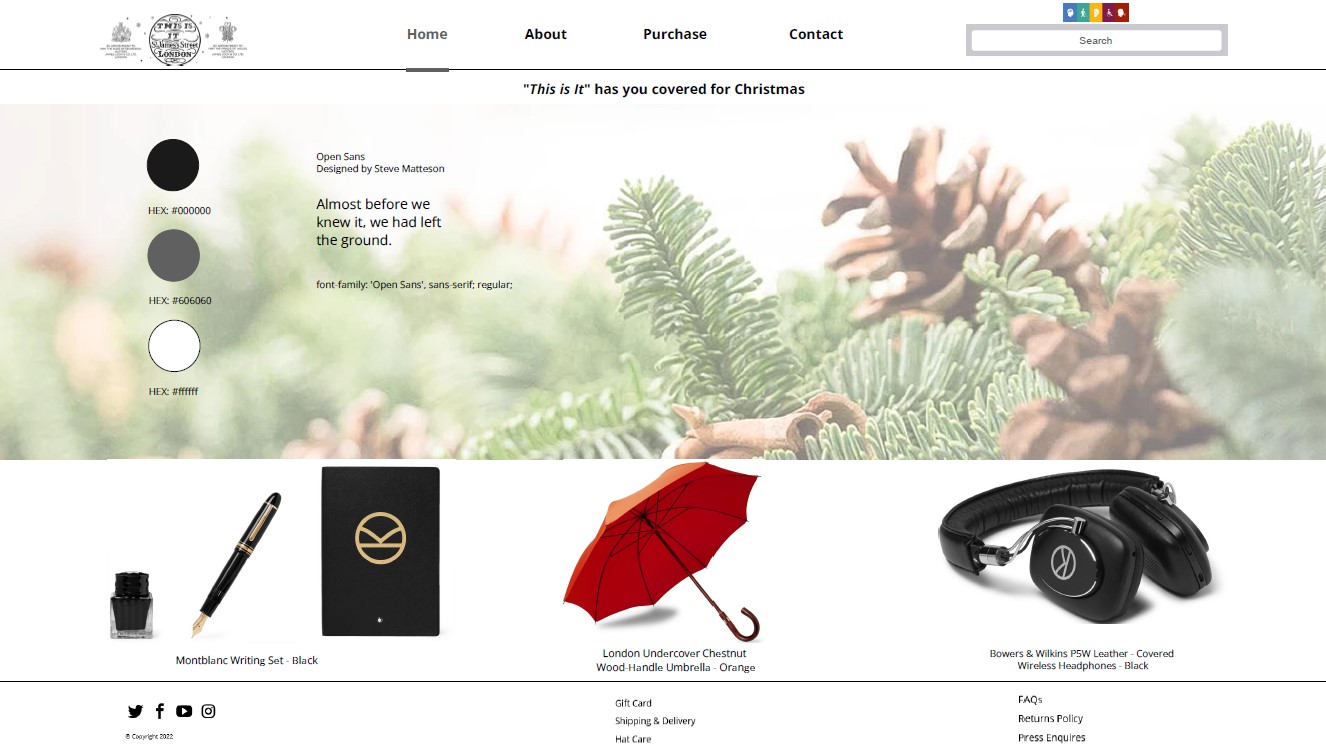 THIS IS
IT
St James's Street
LONDON
Home
About
Purchase
Contact
Search
"This is It" has you covered for Christmas
HEX: #000000
HEX: #606060
HEX: #ffffff
Open Sans
Designed by Steve Matteson
Almost before we
knew it, we had left
the ground.
font-family: 'Open Sans', sans-serif; regular;
Montblanc Writing Set - Black
London Undercover Chestnut
Wood-Handle Umbrella - Orange
Bowers & Wilkins P5W Leather - Covered
Wireless Headphones - Black
© Copyright 2022
Gift Card
Shipping & Delivery
Hat Care
FAQs
Returns Policy
Press Enquires